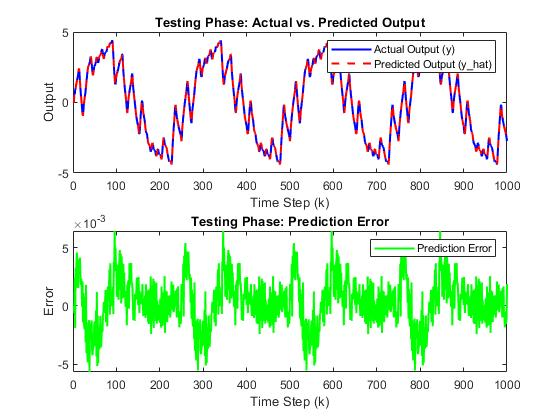 Testing Phase: Actual vs. Predicted Output
5
Actual Output (y)
Predicted Output (y_hat)
Output
0
-5
0 100 200 300 400 500 600 700 800 900 1000
Time Step (k)
×10⁻³
Testing Phase: Prediction Error
5
Prediction Error
Error
0
-5
0 100 200 300 400 500 600 700 800 900 1000
Time Step (k)